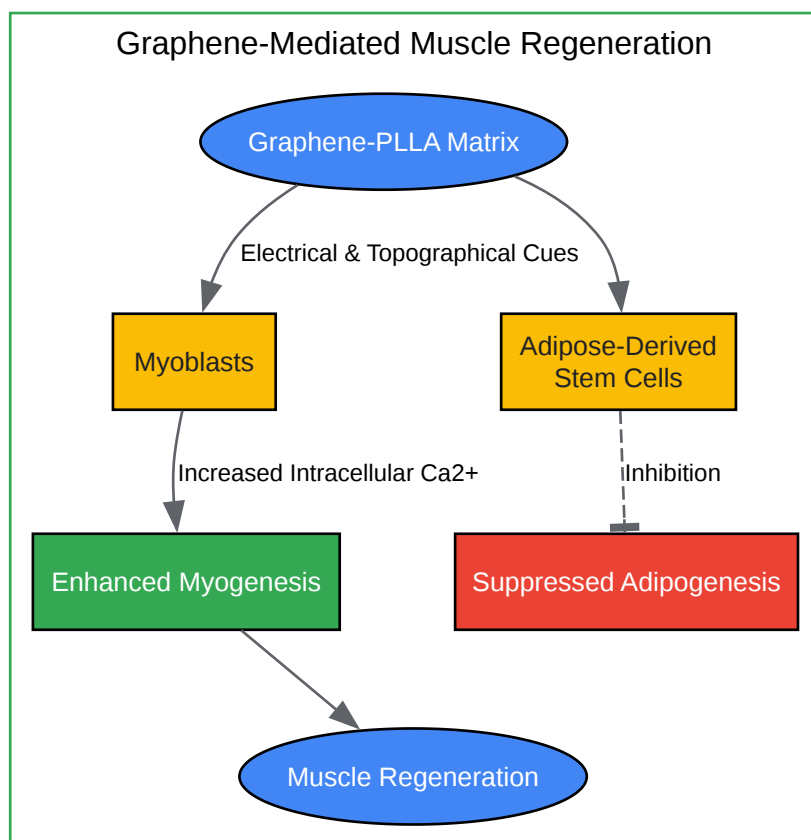 Graphene-Mediated Muscle Regeneration
Graphene-PLLA Matrix
Electrical & Topographical Cues
Myoblasts
Adipose-Derived
Stem Cells
Increased Intracellular Ca2+
Inhibition
Enhanced Myogenesis
Suppressed Adipogenesis
Muscle Regeneration